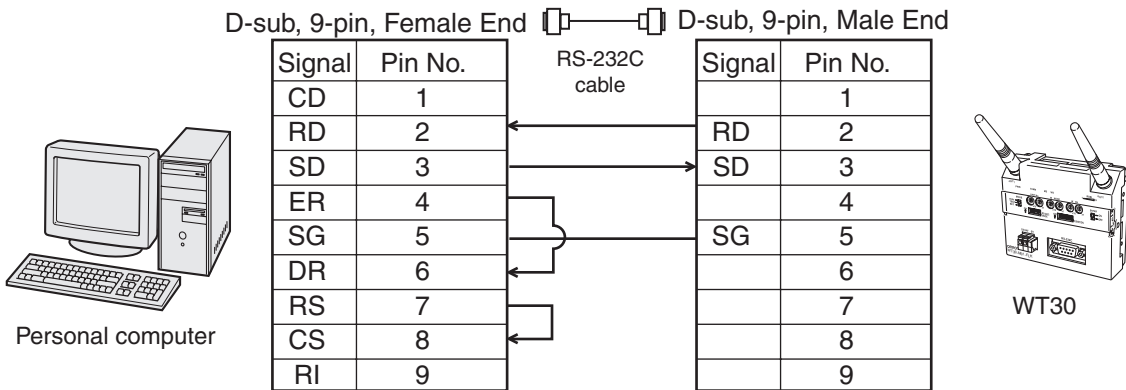 D-sub, 9-pin, Female End
D-sub, 9-pin, Male End
RS-232C
cable
Signal Pin No.
CD 1
RD 2
SD 3
ER 4
SG 5
DR 6
RS 7
CS 8
RI 9
Signal Pin No.
1
RD 2
SD 3
4
SG 5
6
7
8
9
Personal computer
WT30